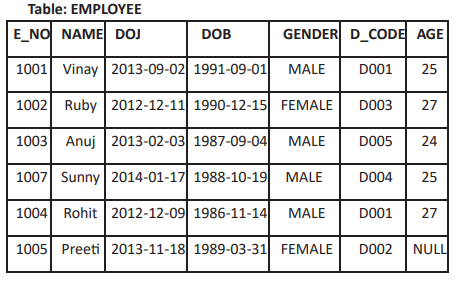 Table: EMPLOYEE
E_NO NAME DOJ DOB GENDER D_CODE AGE
1001 Vinay 2013-09-02 1991-09-01 MALE D001 25
1002 Ruby 2012-12-11 1990-12-15 FEMALE D003 27
1003 Anuj 2013-02-03 1987-09-04 MALE D005 24
1007 Sunny 2014-01-17 1988-10-19 MALE D004 25
1004 Rohit 2012-12-09 1986-11-14 MALE D001 27
1005 Preeti 2013-11-18 1989-03-31 FEMALE D002 NULL